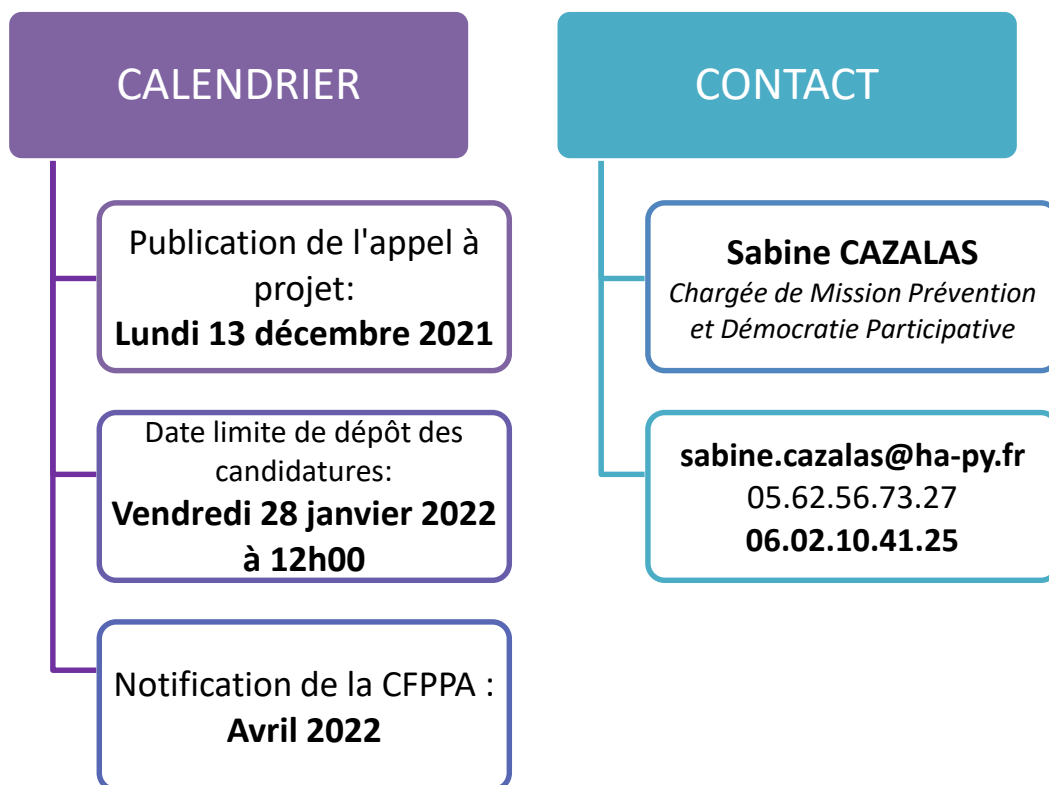 CALENDRIER
Publication de l'appel à
projet:
Lundi 13 décembre 2021
Date limite de dépôt des
candidatures:
Vendredi 28 janvier 2022
à 12h00
Notification de la CFPPA :
Avril 2022
CONTACT
Sabine CAZALAS
Chargée de Mission Prévention
et Démocratie Participative
sabine.cazalas@ha-py.fr
05.62.56.73.27
06.02.10.41.25